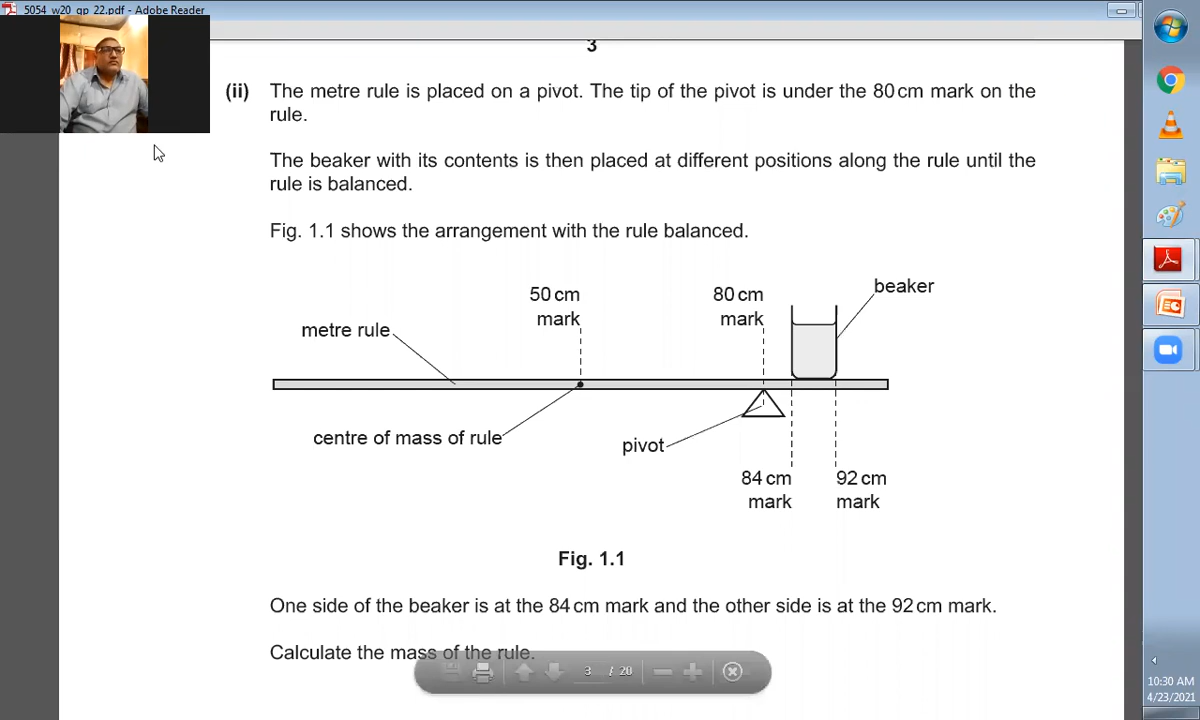 5054_w20_qp_22.pdf - Adobe Reader
3
(ii) The metre rule is placed on a pivot. The tip of the pivot is under the 80 cm mark on the
rule.
The beaker with its contents is then placed at different positions along the rule until the
rule is balanced.
Fig. 1.1 shows the arrangement with the rule balanced.
beaker
50 cm
mark
80 cm
mark
metre rule
centre of mass of rule
pivot
84 cm
mark
92 cm
mark
Fig. 1.1
One side of the beaker is at the 84 cm mark and the other side is at the 92 cm mark.
Calculate the mass of the rule.
3 / 20
10:30 AM
4/23/2021